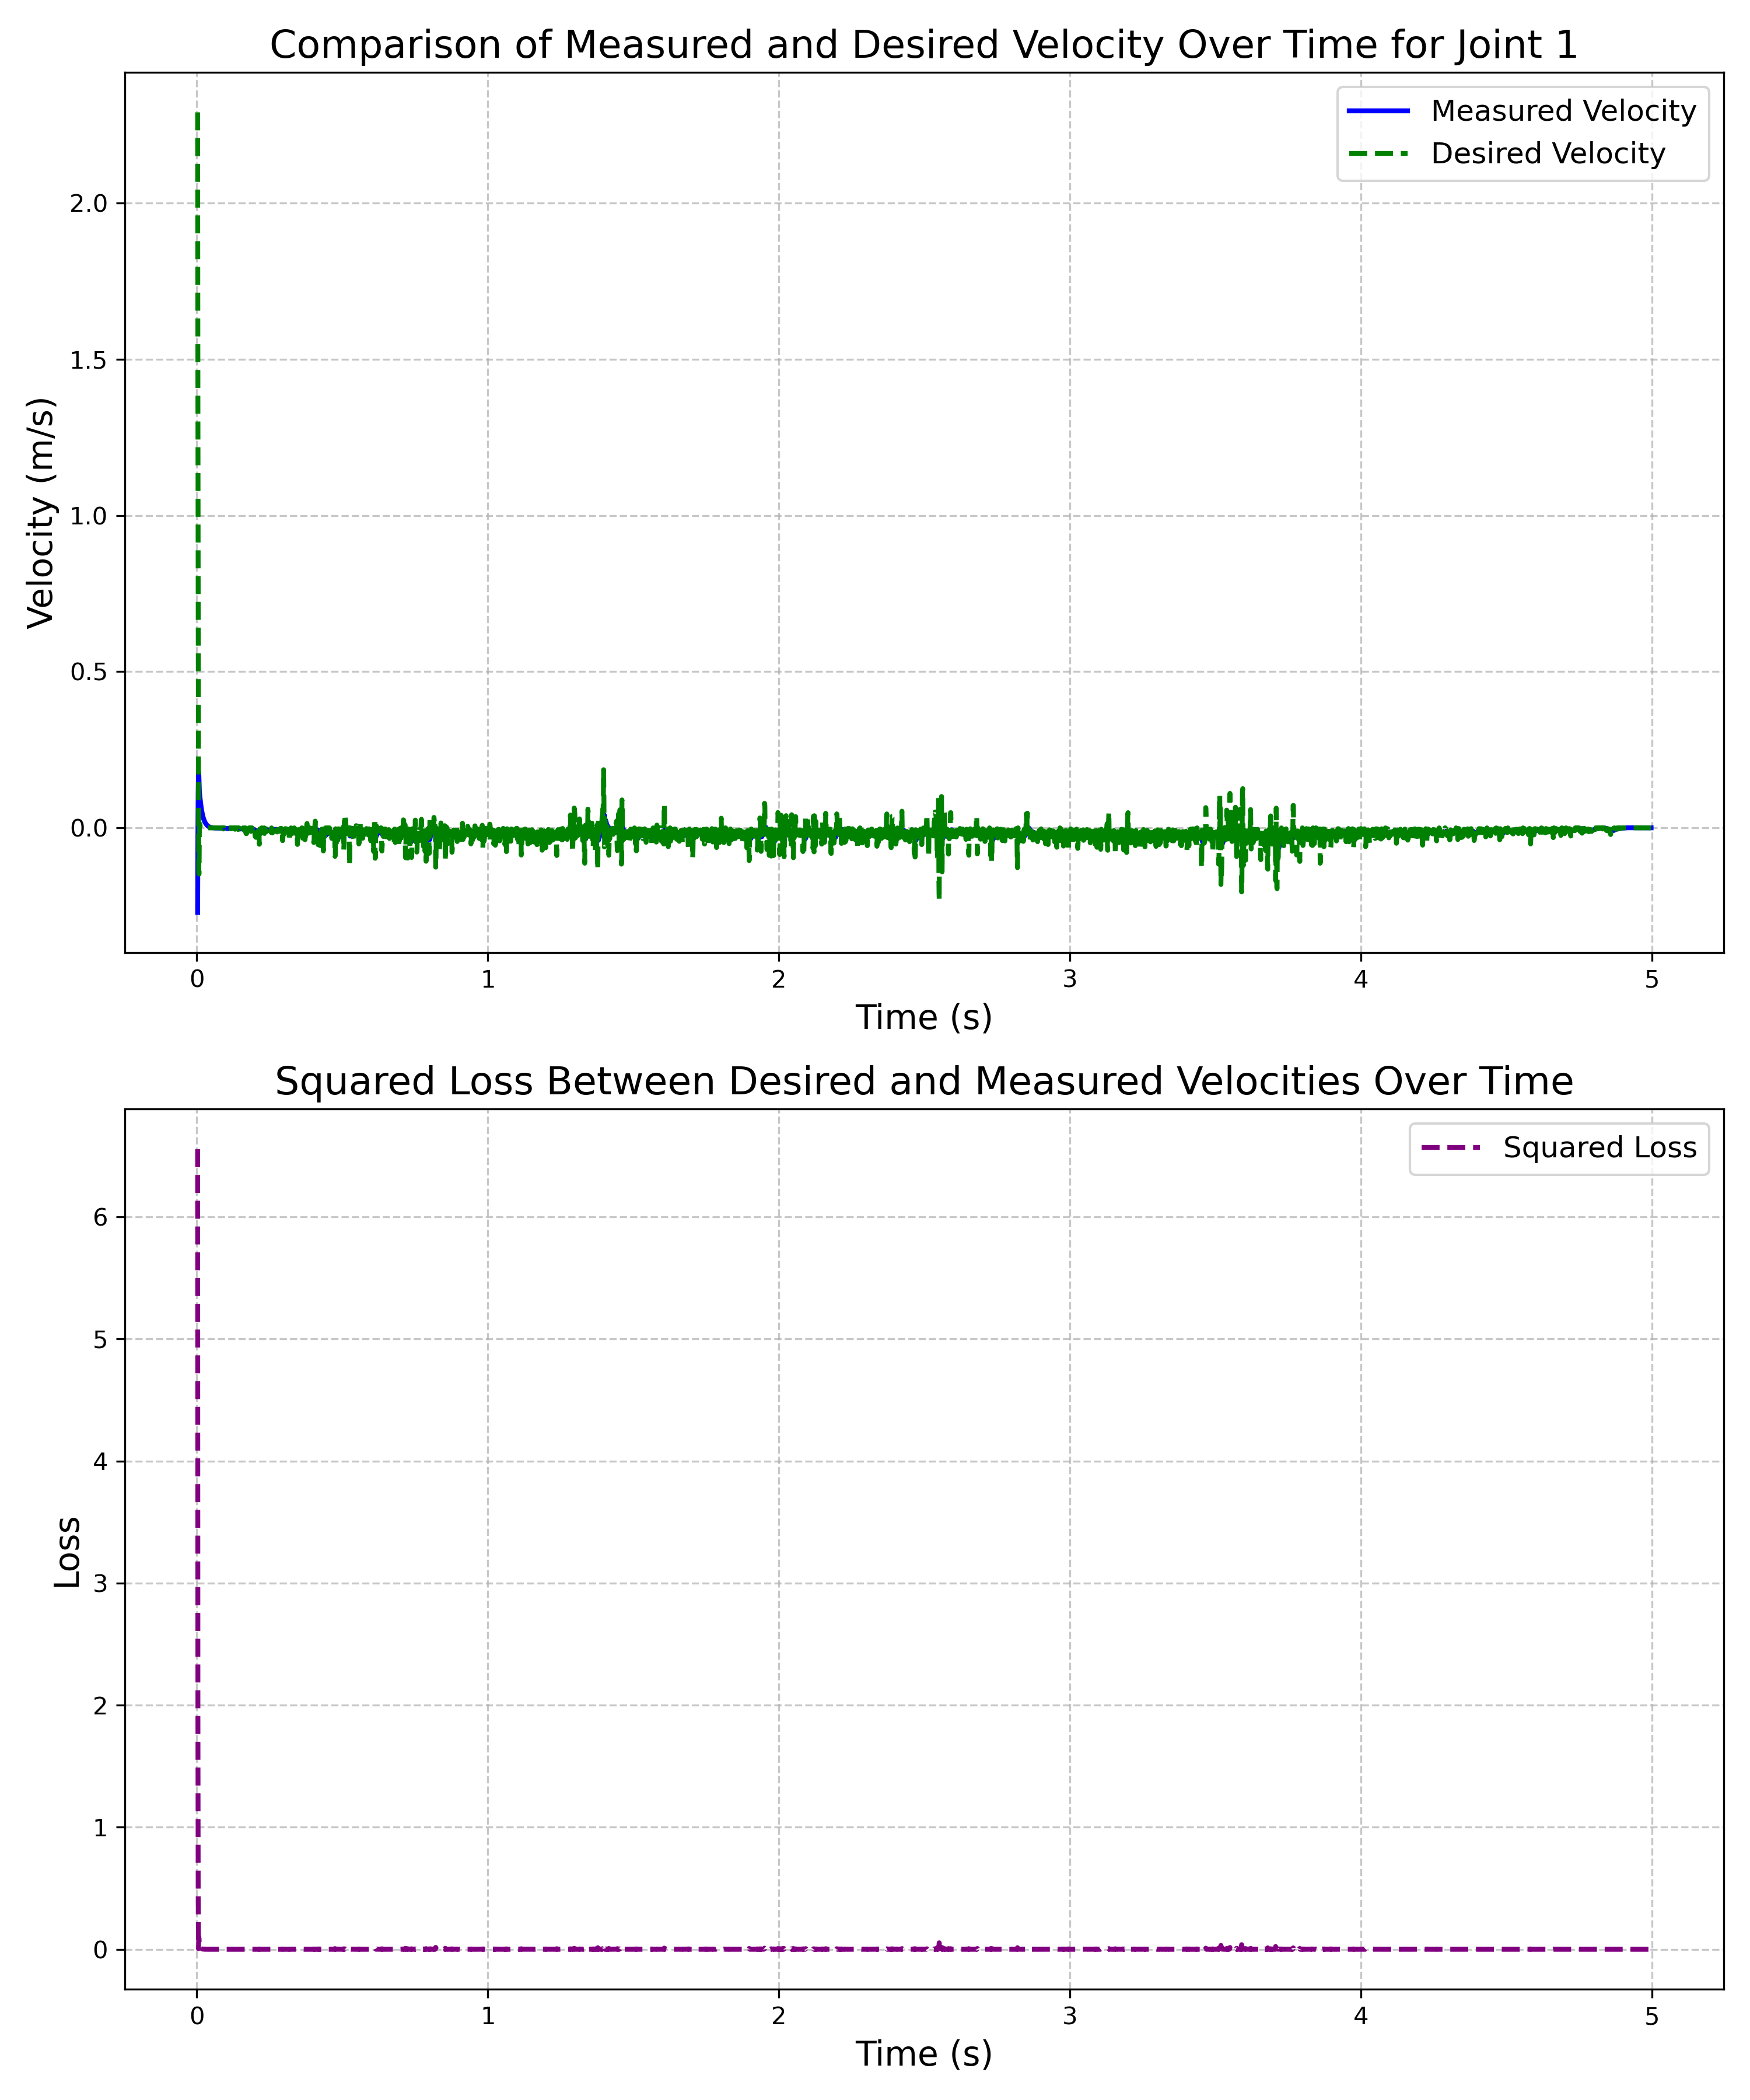 Comparison of Measured and Desired Velocity Over Time for Joint 1
Measured Velocity
Desired Velocity
Velocity (m/s)
2.0
1.5
1.0
0.5
0.0
0 1 2 3 4 5
Time (s)
Squared Loss Between Desired and Measured Velocities Over Time
Squared Loss
Loss
6
5
4
3
2
1
0
0 1 2 3 4 5
Time (s)